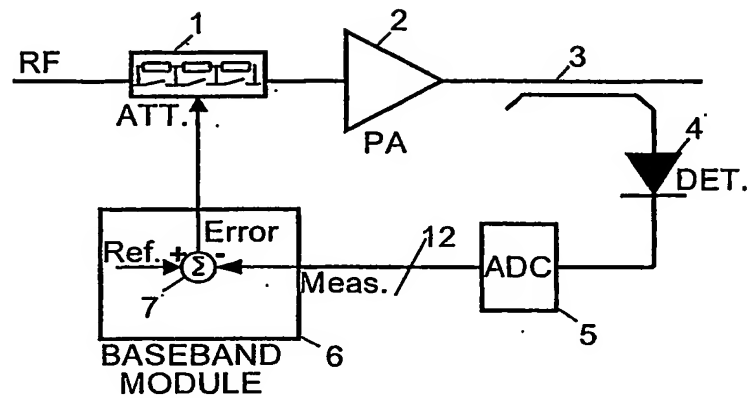 1
2
3
RF
ATT.
PA
4
DET.
Error
Ref.
+
-
Σ
7
Meas.
12
ADC
5
6
BASEBAND
MODULE